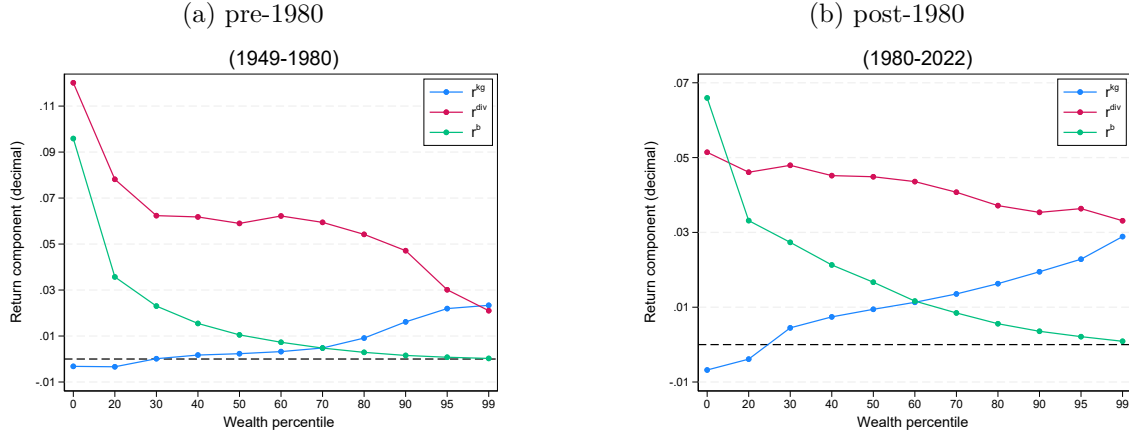 (a) pre-1980
(1949-1980)
r^kg
r^div
r^b
Return component (decimal)
.11
.09
.07
.05
.03
.01
-.01
0 20 30 40 50 60 70 80 90 95 99
Wealth percentile
(b) post-1980
(1980-2022)
r^kg
r^div
r^b
Return component (decimal)
.07
.05
.03
.01
-.01
0 20 30 40 50 60 70 80 90 95 99
Wealth percentile